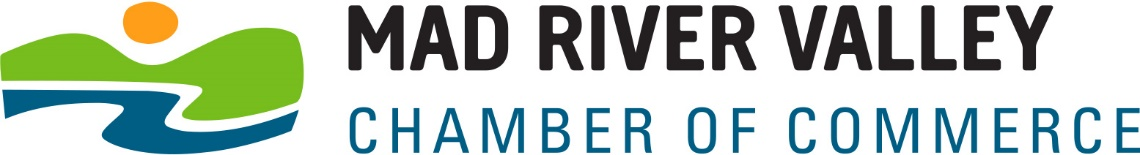 MAD RIVER VALLEY
CHAMBER OF COMMERCE